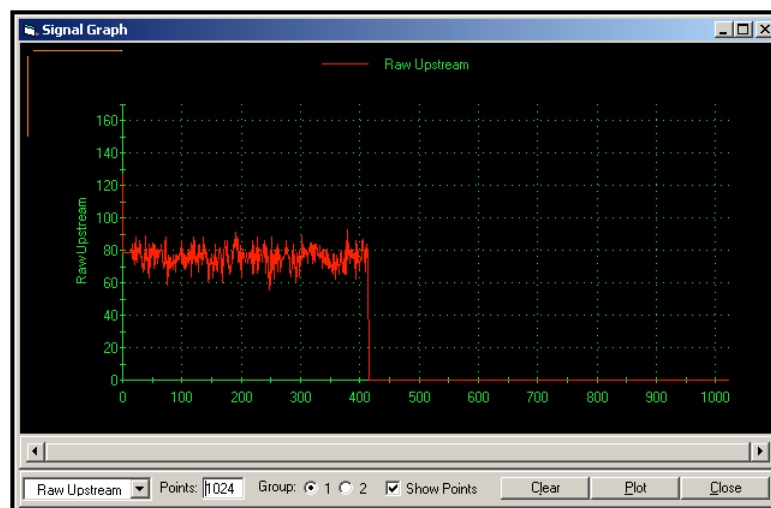 Signal Graph
Raw Upstream
160
140
120
100
80
60
40
20
0
Raw Upstream
0 100 200 300 400 500 600 700 800 900 1000
Raw Upstream Points: 1024 Group: 1 2 Show Points Clear Plot Close